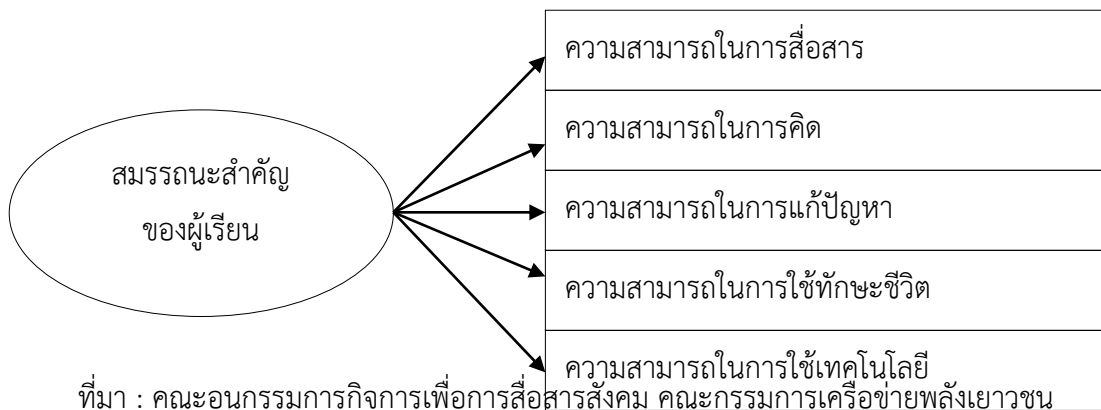 ความสามารถในการสื่อสาร
ความสามารถในการคิด
สมรรถนะสำคัญ
ของผู้เรียน
ความสามารถในการแก้ปัญหา
ความสามารถในการใช้ทักษะชีวิต
ความสามารถในการใช้เทคโนโลยี
ที่มา : คณะอนกรรมการกิจการเพื่อการสื่อสารสังคม คณะกรรมการเครือข่ายพลังเยาวชน